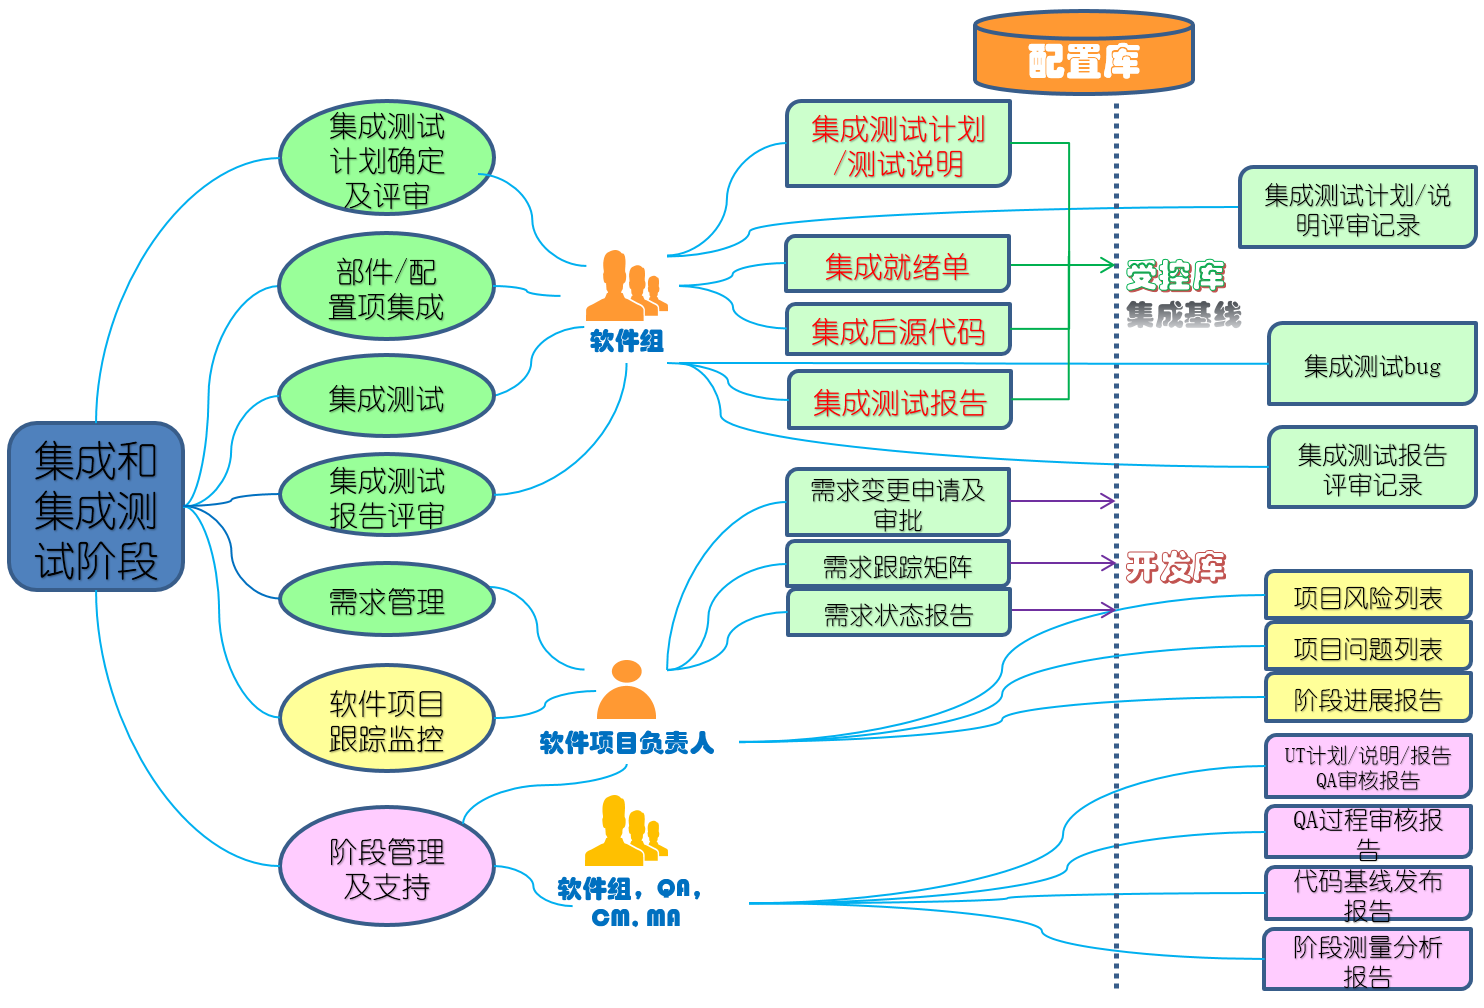 配置库
集成和
集成测
试阶段
集成测试
计划确定
及评审
部件/配
置项集成
集成测试
集成测试
报告评审
需求管理
软件项目
跟踪监控
阶段管理
及支持
软件组
软件项目负责人
软件组，QA，
CM，MA
集成测试计划
/测试说明
集成就绪单
集成后源代码
集成测试报告
需求变更申请及
审批
需求跟踪矩阵
需求状态报告
受控库
集成基线
开发库
集成测试计划/说
明评审记录
集成测试bug
集成测试报告
评审记录
项目风险列表
项目问题列表
阶段进展报告
UT计划/说明/报告
QA审核报告
QA过程审核报
告
代码基线发布
报告
阶段测量分析
报告